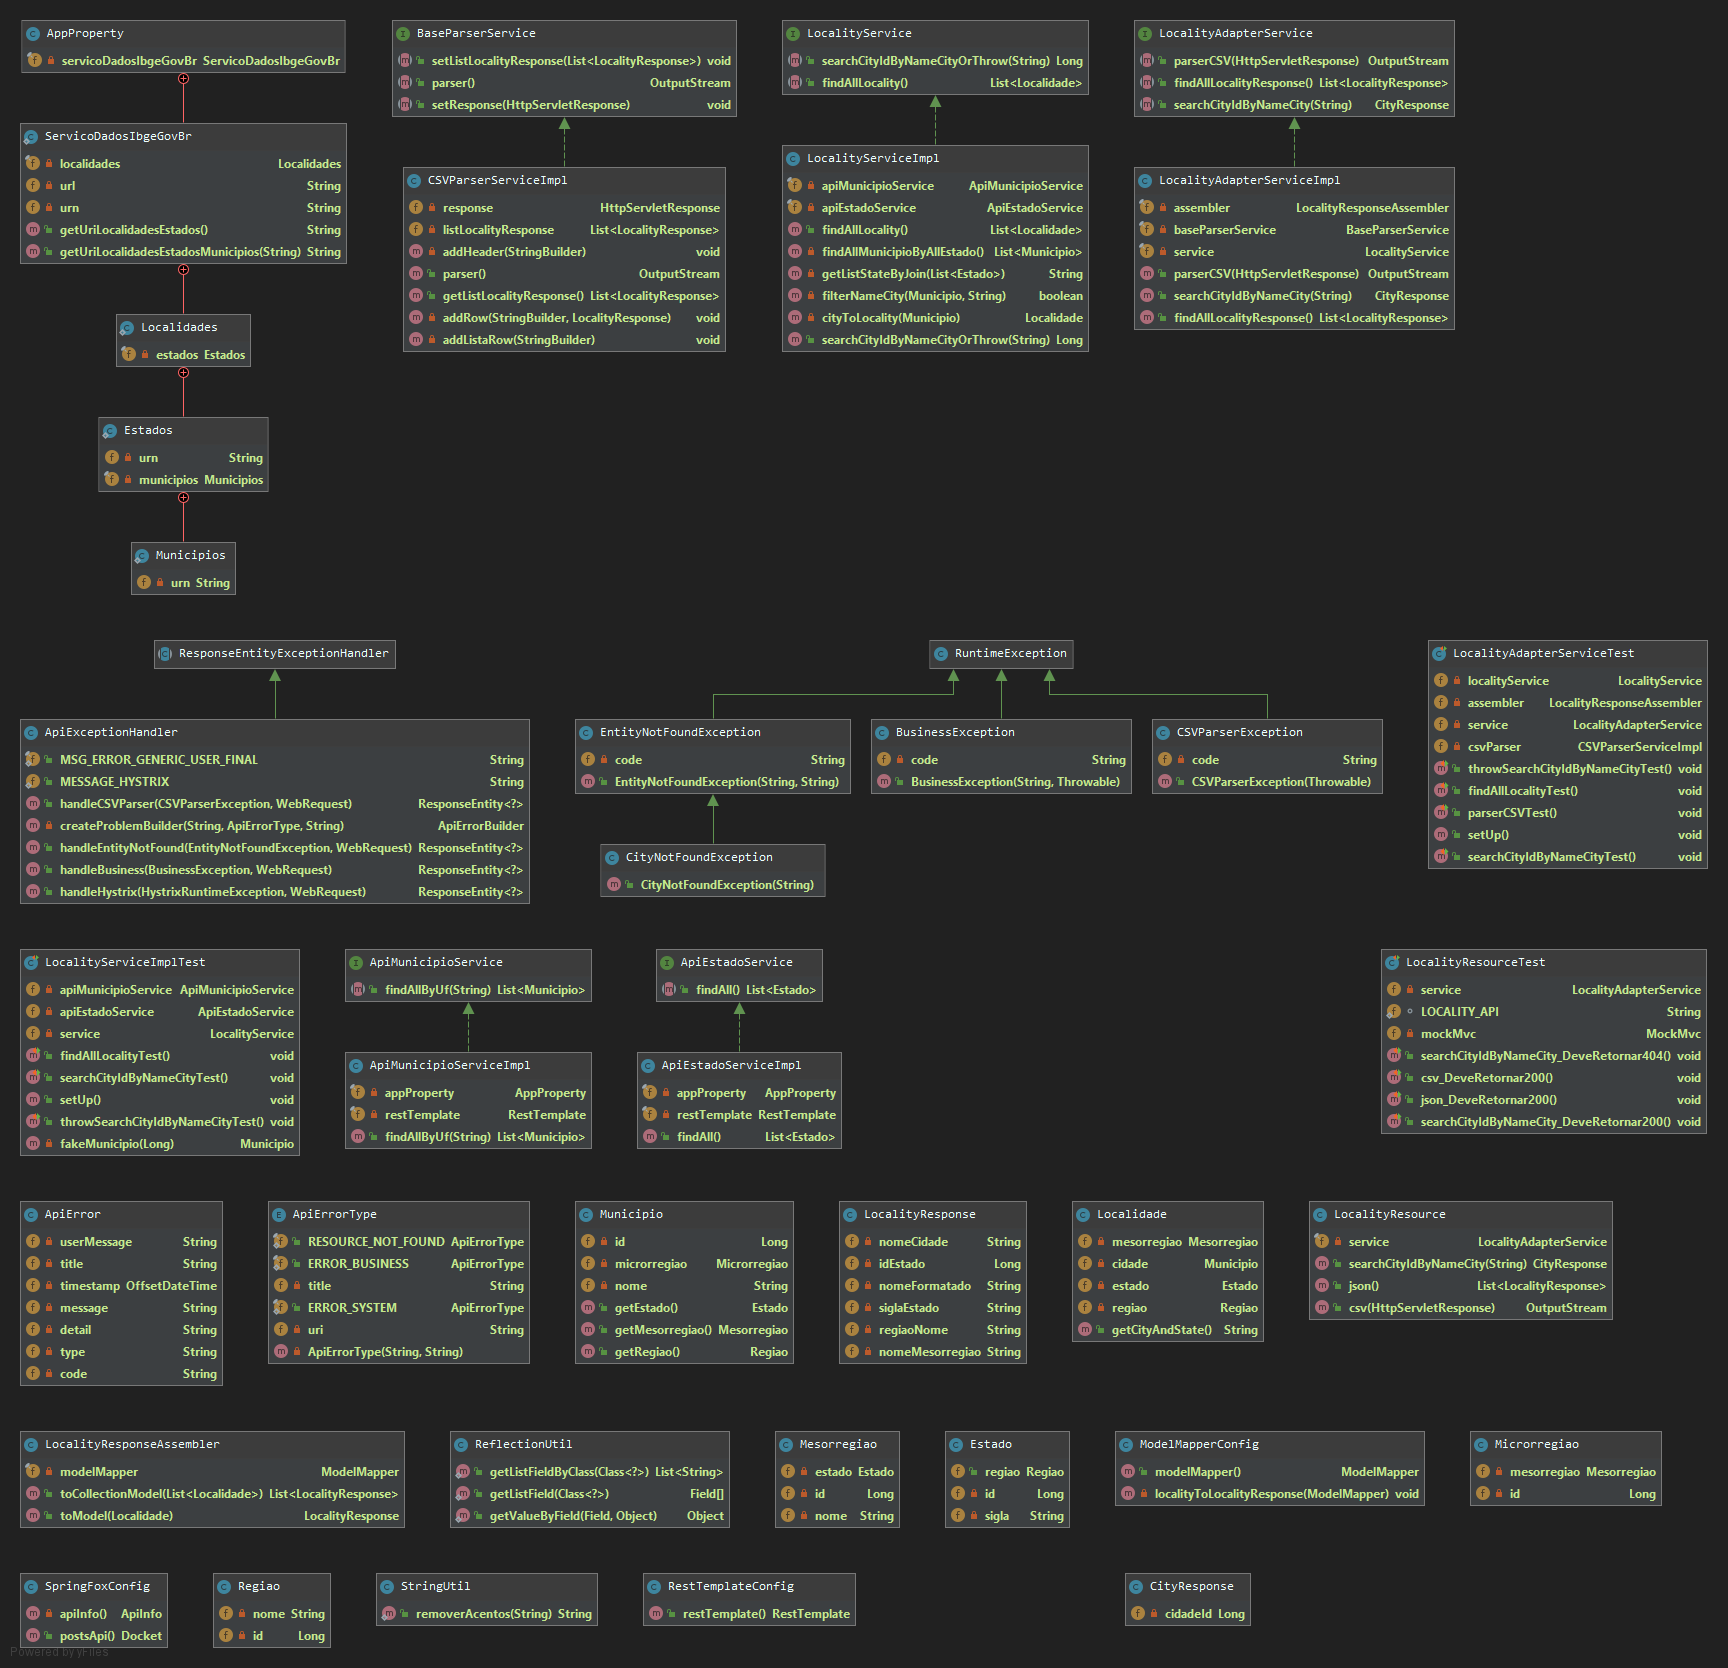 AppProperty
servicoDadosIbgeGovBr ServicoDadosIbgeGovBr
ServicoDadosIbgeGovBr
localidades Localidades
url String
urn String
getUriLocalidadesEstados() String
getUriLocalidadesEstadosMunicipios(String) String
Localidades
estados Estados
Estados
urn String
municipios Municipios
Municipios
urn String
BaseParserService
setListLocalityResponse(List<LocalityResponse>) void
parser() OutputStream
setResponse(HttpServletResponse) void
CSVParserServiceImpl
response HttpServletResponse
listLocalityResponse List<LocalityResponse>
addHeader(StringBuilder) void
parser() OutputStream
getListLocalityResponse() List<LocalityResponse>
addRow(StringBuilder, LocalityResponse) void
addListaRow(StringBuilder) void
LocalityService
searchCityIdByNameCityOrThrow(String) Long
findAllLocality() List<Localidade>
LocalityServiceImpl
apiMunicipioService ApiMunicipioService
apiEstadoService ApiEstadoService
findAllLocality() List<Localidade>
findAllMunicipioByAllEstado() List<Municipio>
getListStateByJoin(List<Estado>) String
filterNameCity(Municipio, String) boolean
cityToLocality(Municipio) Localidade
searchCityIdByNameCityOrThrow(String) Long
LocalityAdapterService
parserCSV(HttpServletResponse) OutputStream
findAllLocalityResponse() List<LocalityResponse>
searchCityIdByNameCity(String) CityResponse
LocalityAdapterServiceImpl
assembler LocalityResponseAssembler
baseParserService BaseParserService
service LocalityService
parserCSV(HttpServletResponse) OutputStream
searchCityIdByNameCity(String) CityResponse
findAllLocalityResponse() List<LocalityResponse>
ResponseEntityExceptionHandler
ApiExceptionHandler
MSG_ERROR_GENERIC_USER_FINAL String
MESSAGE_HYSTRIX String
handleCSVParser(CSVParserException, WebRequest) ResponseEntity<?>
createProblemBuilder(String, ApiErrorType, String) ApiErrorBuilder
handleEntityNotFound(EntityNotFoundException, WebRequest) ResponseEntity<?>
handleBusiness(BusinessException, WebRequest) ResponseEntity<?>
handleHystrix(HystrixRuntimeException, WebRequest) ResponseEntity<?>
RuntimeException
EntityNotFoundException
code String
EntityNotFoundException(String, String)
BusinessException
code String
BusinessException(String, Throwable)
CSVParserException
code String
CSVParserException(Throwable)
CityNotFoundException
CityNotFoundException(String)
LocalityAdapterServiceTest
localityService LocalityService
assembler LocalityResponseAssembler
service LocalityAdapterService
csvParser CSVParserServiceImpl
throwSearchCityIdByNameCityTest() void
findAllLocalityTest() void
parserCSVTest() void
setUp() void
searchCityIdByNameCityTest() void
LocalityServiceImplTest
apiMunicipioService ApiMunicipioService
apiEstadoService ApiEstadoService
service LocalityService
findAllLocalityTest() void
searchCityIdByNameCityTest() void
setUp() void
throwSearchCityIdByNameCityTest() void
fakeMunicipio(Long) Municipio
ApiMunicipioService
findAllByUf(String) List<Municipio>
ApiMunicipioServiceImpl
appProperty AppProperty
restTemplate RestTemplate
findAllByUf(String) List<Municipio>
ApiEstadoService
findAll() List<Estado>
ApiEstadoServiceImpl
appProperty AppProperty
restTemplate RestTemplate
findAll() List<Estado>
LocalityResourceTest
service LocalityAdapterService
LOCALITY_API String
mockMvc MockMvc
searchCityIdByNameCity_DeveRetornar404() void
csv_DeveRetornar200() void
json_DeveRetornar200() void
searchCityIdByNameCity_DeveRetornar200() void
ApiError
userMessage String
title String
timestamp OffsetDateTime
message String
detail String
type String
code String
ApiErrorType
RESOURCE_NOT_FOUND ApiErrorType
ERROR_BUSINESS ApiErrorType
title String
ERROR_SYSTEM ApiErrorType
uri String
ApiErrorType(String, String)
Municipio
id Long
microrregiao Microrregiao
nome String
getEstado() Estado
getMesorregiao() Mesorregiao
getRegiao() Regiao
LocalityResponse
nomeCidade String
idEstado Long
nomeFormatado String
siglaEstado String
regiaoNome String
nomeMesorregiao String
Localidade
mesorregiao Mesorregiao
cidade Municipio
estado Estado
regiao Regiao
getCityAndState() String
LocalityResource
service LocalityAdapterService
searchCityIdByNameCity(String) CityResponse
json() List<LocalityResponse>
csv(HttpServletResponse) OutputStream
LocalityResponseAssembler
modelMapper ModelMapper
toCollectionModel(List<Localidade>) List<LocalityResponse>
toModel(Localidade) LocalityResponse
ReflectionUtil
getListFieldByClass(Class<?>) List<String>
getListField(Class<?>) Field[]
getValueByField(Field, Object) Object
Mesorregiao
estado Estado
id Long
nome String
Estado
regiao Regiao
id Long
sigla String
ModelMapperConfig
modelMapper() ModelMapper
localityToLocalityResponse(ModelMapper) void
Microrregiao
mesorregiao Mesorregiao
id Long
SpringFoxConfig
apiInfo() ApiInfo
postsApi() Docket
Regiao
nome String
id Long
StringUtil
removerAcentos(String) String
RestTemplateConfig
restTemplate() RestTemplate
CityResponse
cidadeId Long
Powered by yFiles